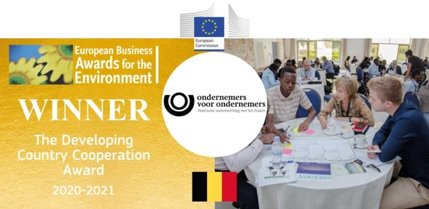 European
Commission
European Business
Awards for the
Environment
WINNER
The Developing
Country Cooperation
Award
2020-2021
ondernemers
voor ondernemers